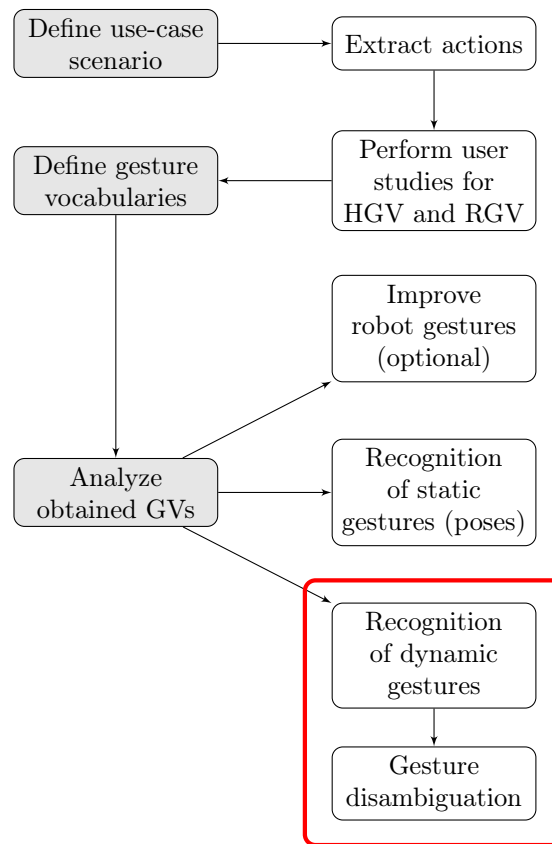 Define use-case
scenario
Extract actions
Perform user
studies for
HGV and RGV
Define gesture
vocabularies
Improve
robot gestures
(optional)
Analyze
obtained GVs
Recognition
of static
gestures (poses)
Recognition
of dynamic
gestures
Gesture
disambiguation